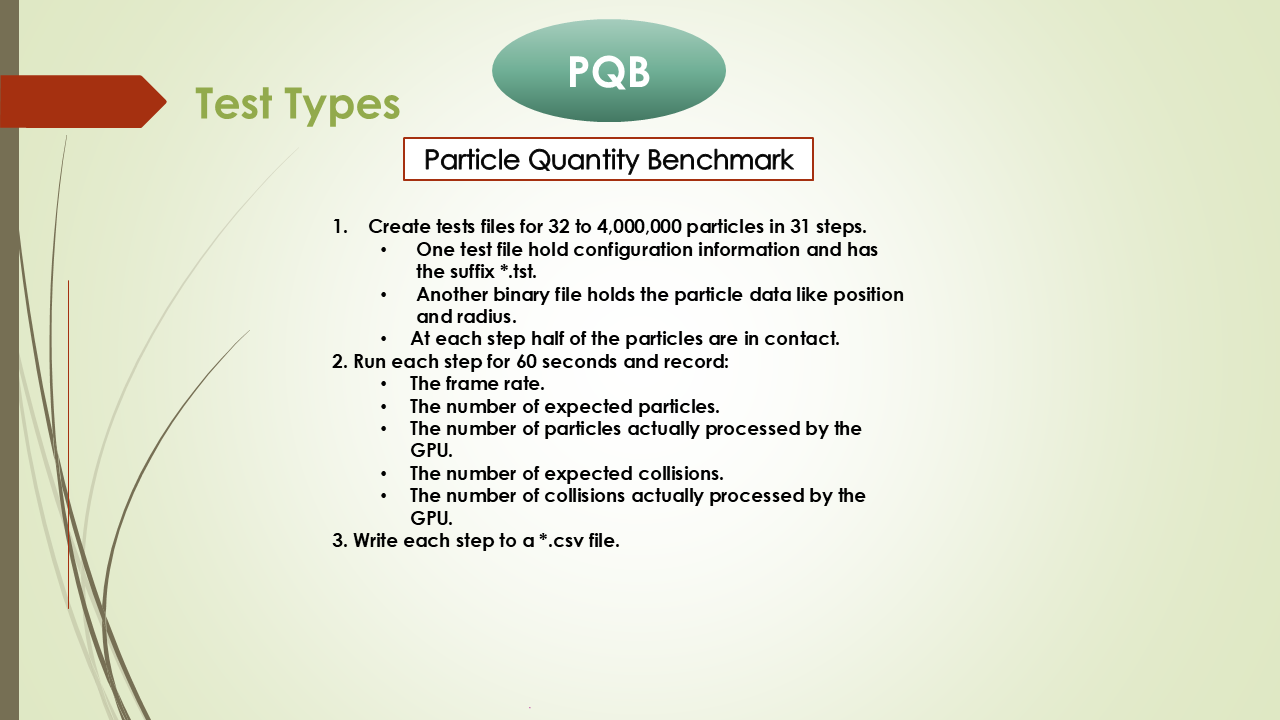 PQB
Test Types
Particle Quantity Benchmark
1. Create tests files for 32 to 4,000,000 particles in 31 steps.
• One test file hold configuration information and has
the suffix *.tst.
• Another binary file holds the particle data like position
and radius.
• At each step half of the particles are in contact.
2. Run each step for 60 seconds and record:
• The frame rate.
• The number of expected particles.
• The number of particles actually processed by the
GPU.
• The number of expected collisions.
• The number of collisions actually processed by the
GPU.
3. Write each step to a *.csv file.
.